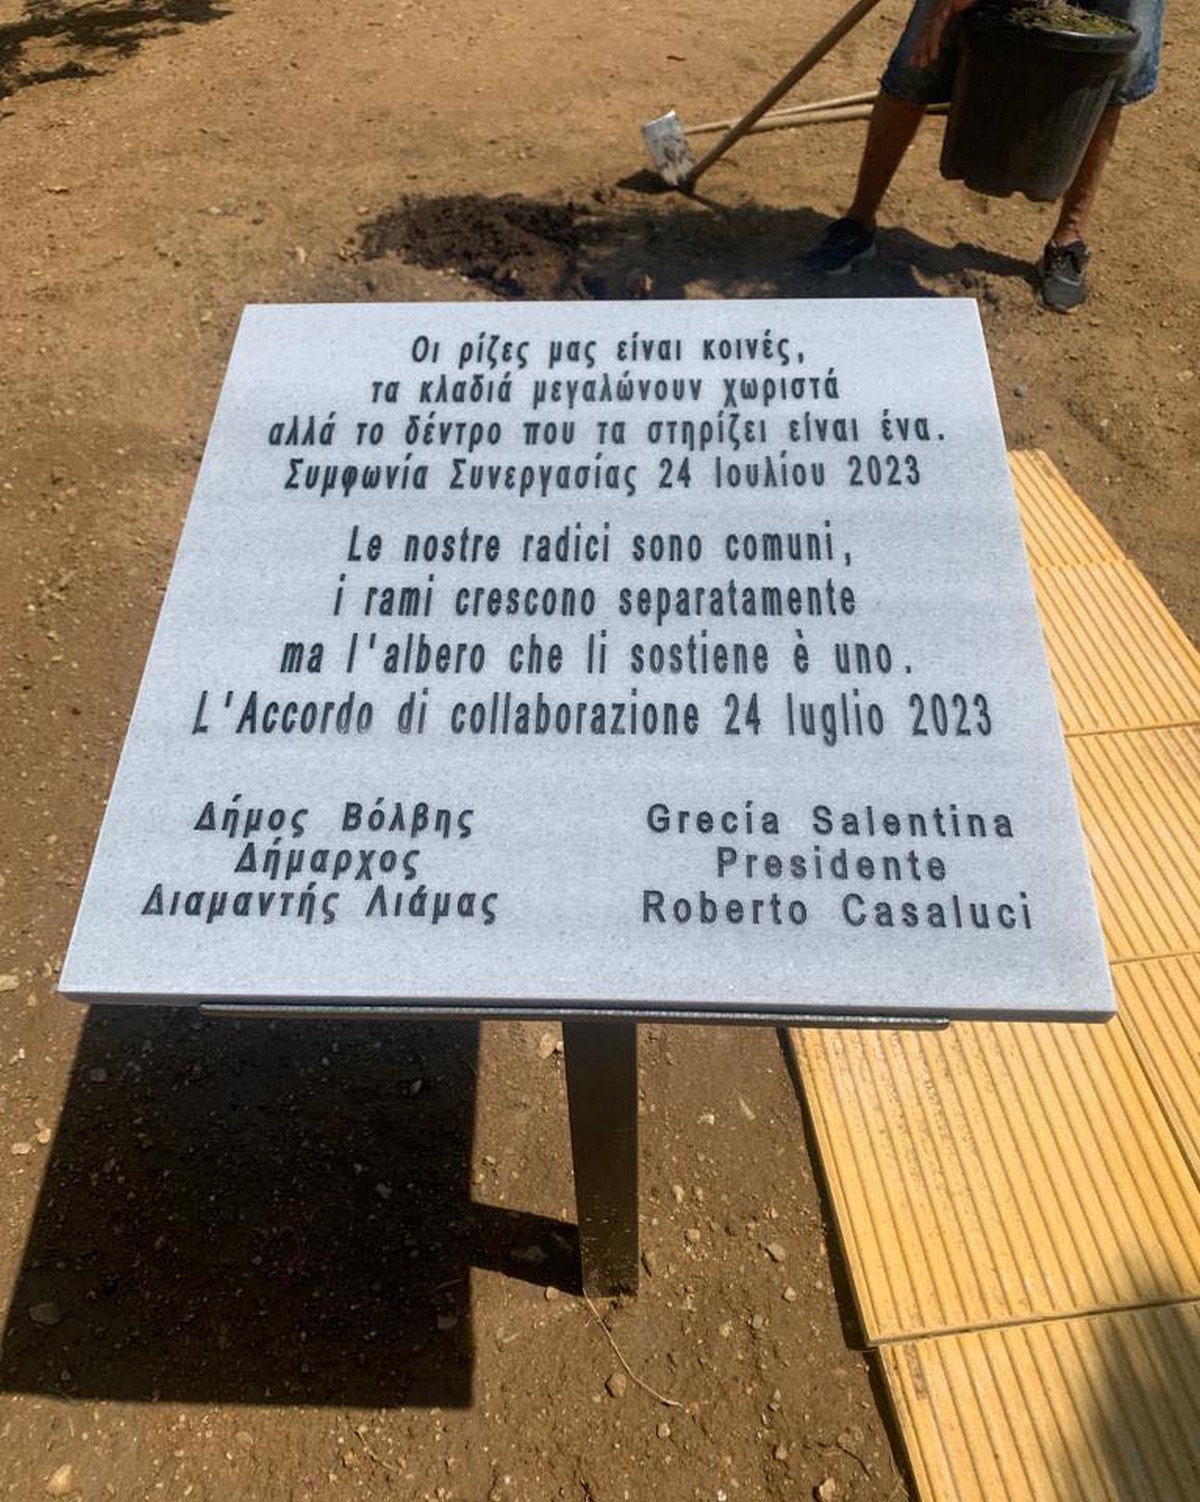 Οι ρίζες μας είναι κοινές,
τα κλαδιά μεγαλώνουν χωριστά
αλλά το δέντρο που τα στηρίζει είναι ένα.
Συμφωνία Συνεργασίας 24 Ιουλίου 2023
Le nostre radici sono comuni,
i rami crescono separatamente
ma l'albero che li sostiene è uno.
L'Accordo di collaborazione 24 luglio 2023
Δήμος Βόλβης
Δήμαρχος
Διαμαντής Λιάμας
Grecía Salentina
Presidente
Roberto Casaluci